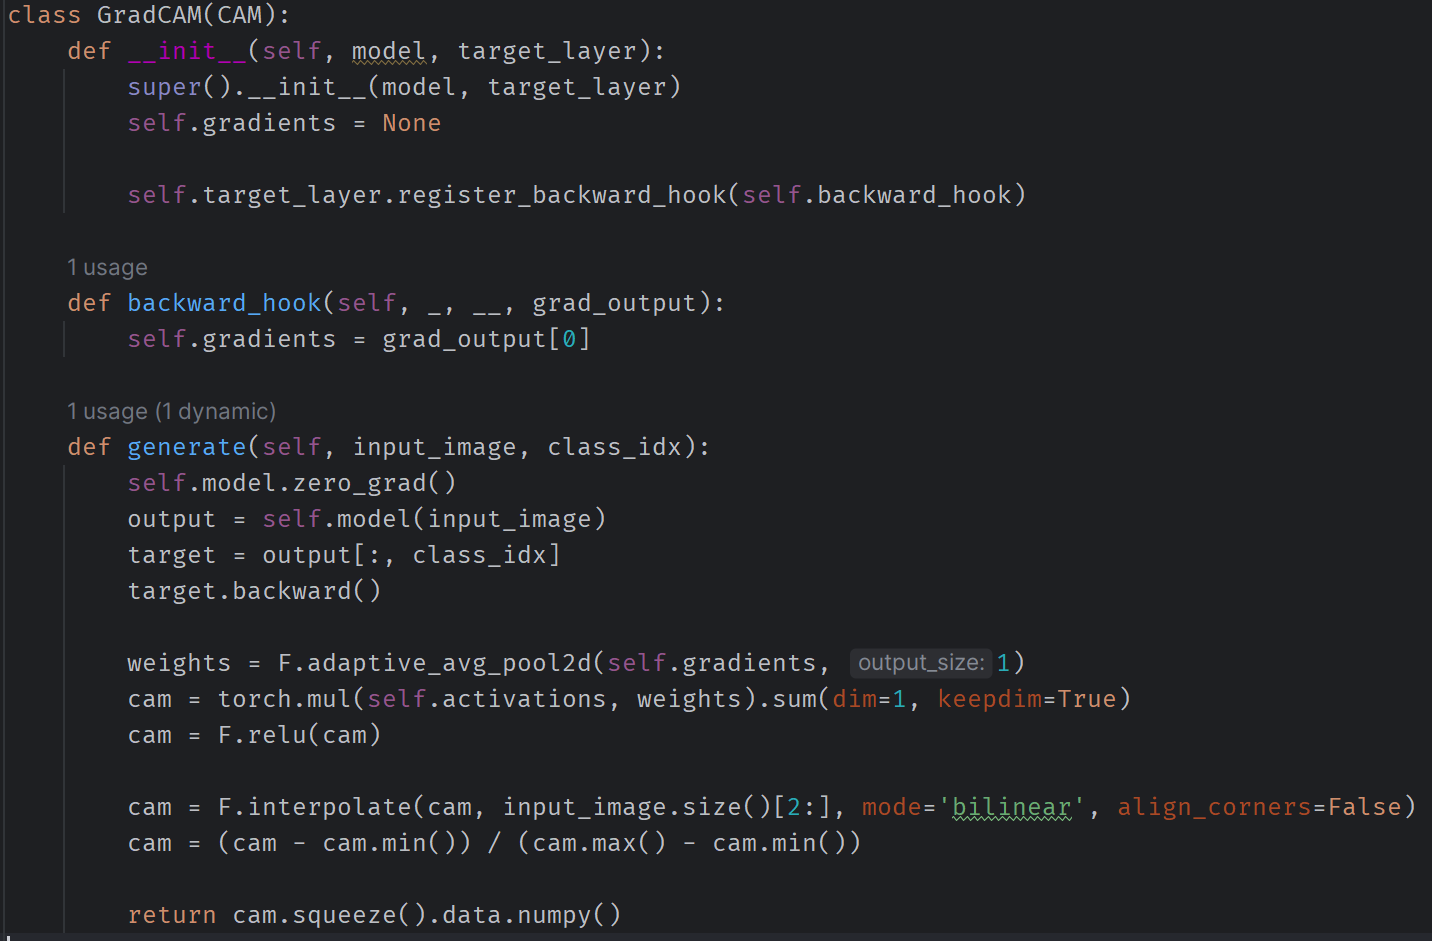 class GradCAM(CAM):
    def __init__(self, model, target_layer):
        super().__init__(model, target_layer)
        self.gradients = None

        self.target_layer.register_backward_hook(self.backward_hook)

    1 usage
    def backward_hook(self, _, __, grad_output):
        self.gradients = grad_output[0]

    1 usage (1 dynamic)
    def generate(self, input_image, class_idx):
        self.model.zero_grad()
        output = self.model(input_image)
        target = output[:, class_idx]
        target.backward()

        weights = F.adaptive_avg_pool2d(self.gradients, output_size: 1)
        cam = torch.mul(self.activations, weights).sum(dim=1, keepdim=True)
        cam = F.relu(cam)

        cam = F.interpolate(cam, input_image.size()[2:], mode='bilinear', align_corners=False)
        cam = (cam - cam.min()) / (cam.max() - cam.min())

        return cam.squeeze().data.numpy()